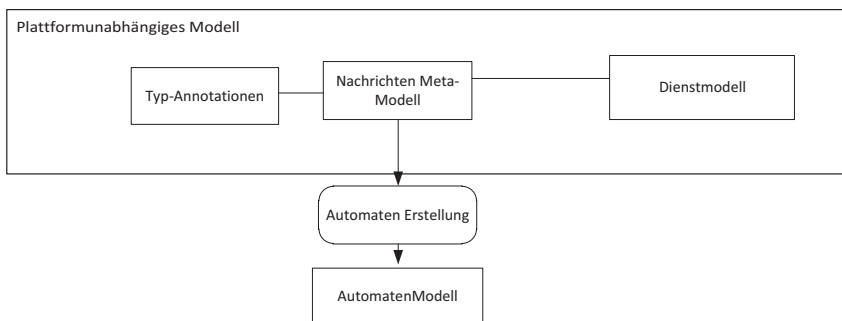 Plattformunabhängiges Modell
Typ-Annotationen
Nachrichten Meta-
Modell
Dienstmodell
Automaten Erstellung
AutomatenModell